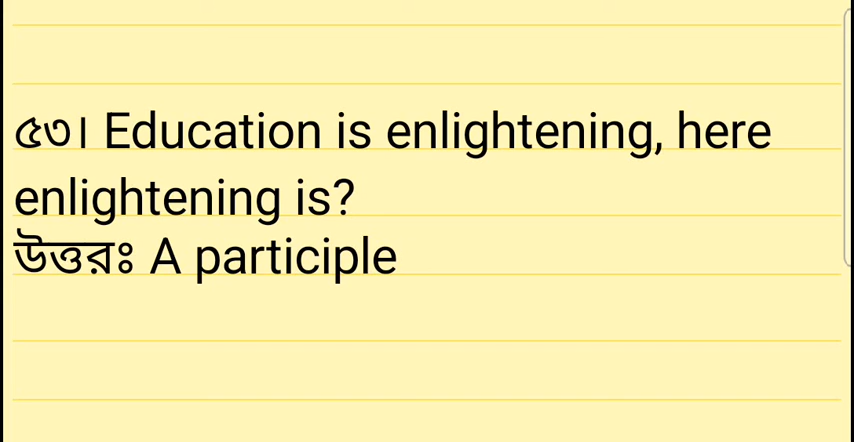 ৫৩। Education is enlightening, here
enlightening is?
উত্তরঃ A participle